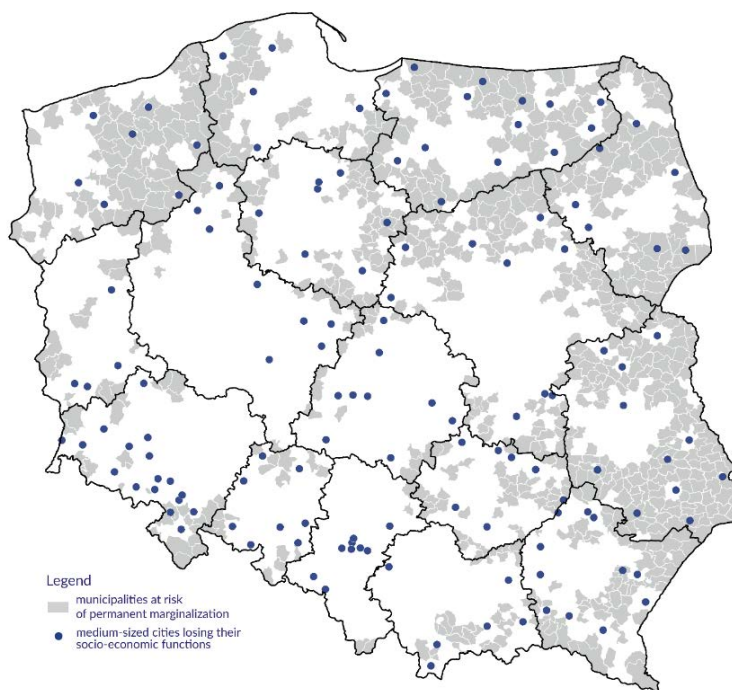 Legend
municipalities at risk
of permanent marginalization
medium-sized cities losing their
socio-economic functions